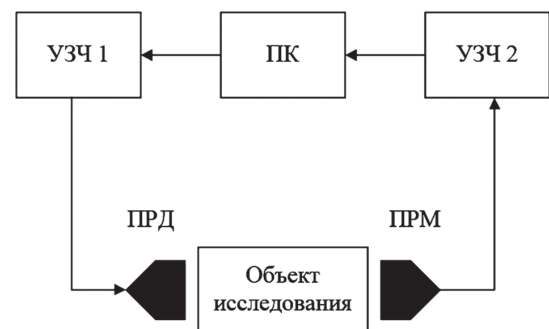 УЗЧ 1
ПК
УЗЧ 2
ПРД
ПРМ
Объект
исследования